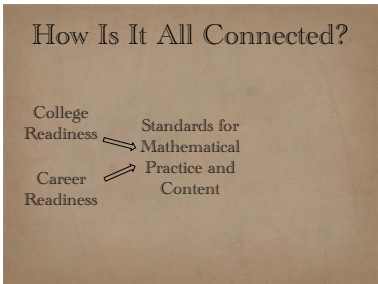 How Is It All Connected?
College
Readiness
Career
Readiness
Standards for
Mathematical
Practice and
Content